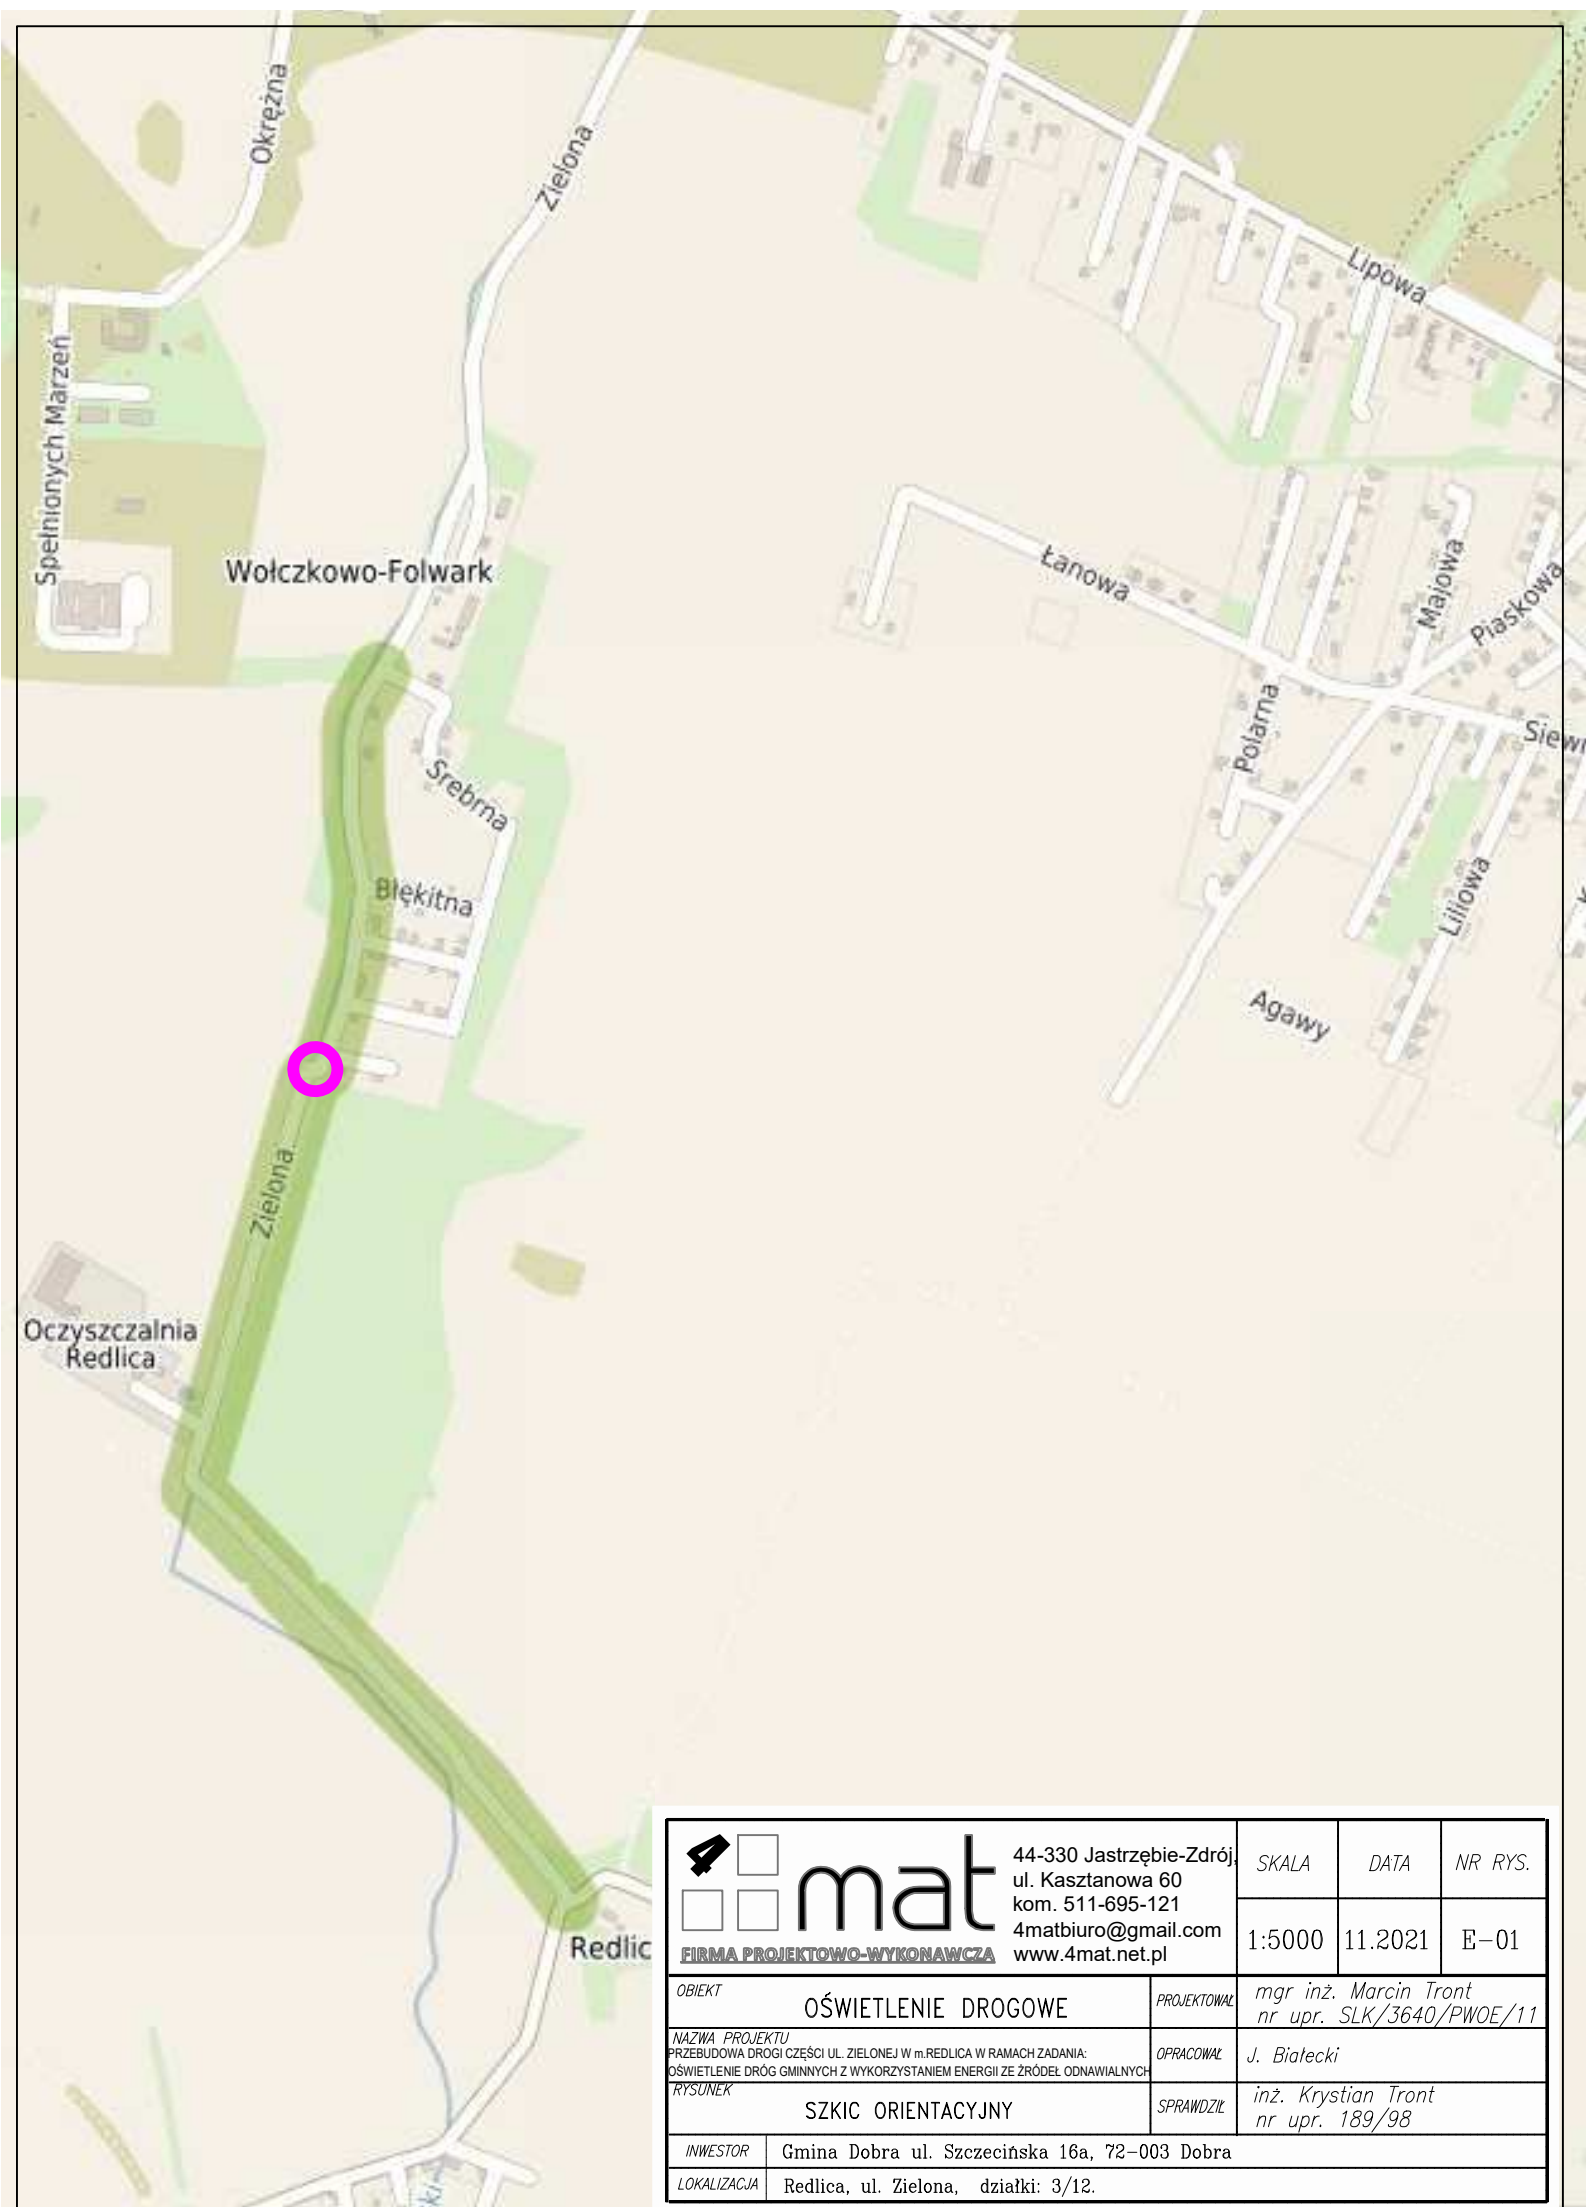 Okrężna
Zielona
Lipowa
Spełnionych Marzeń
Wołczkowo-Folwark
Łanowa
Majowa
Piaskowa
Polarna
Siewi
Srebrna
Błękitna
Liliowa
Agawy
Zielona
Oczyszczalnia
Redlica
Redlic
ki
4 mat
FIRMA PROJEKTOWO-WYKONAWCZA
44-330 Jastrzębie-Zdrój,
ul. Kasztanowa 60
kom. 511-695-121
4matbiuro@gmail.com
www.4mat.net.pl
SKALA DATA NR RYS.
1:5000 11.2021 E-01
OBIEKT
OŚWIETLENIE DROGOWE
PROJEKTOWAŁ
mgr inż. Marcin Tront
nr upr. SLK/3640/PWOE/11
NAZWA PROJEKTU
PRZEBUDOWA DROGI CZĘŚCI UL. ZIELONEJ W m.REDLICA W RAMACH ZADANIA:
OŚWIETLENIE DRÓG GMINNYCH Z WYKORZYSTANIEM ENERGII ZE ŹRÓDEŁ ODNAWIALNYCH
OPRACOWAŁ
J. Białecki
RYSUNEK
SZKIC ORIENTACYJNY
SPRAWDZIŁ
inż. Krystian Tront
nr upr. 189/98
INWESTOR Gmina Dobra ul. Szczecińska 16a, 72-003 Dobra
LOKALIZACJA Redlica, ul. Zielona, działki: 3/12.